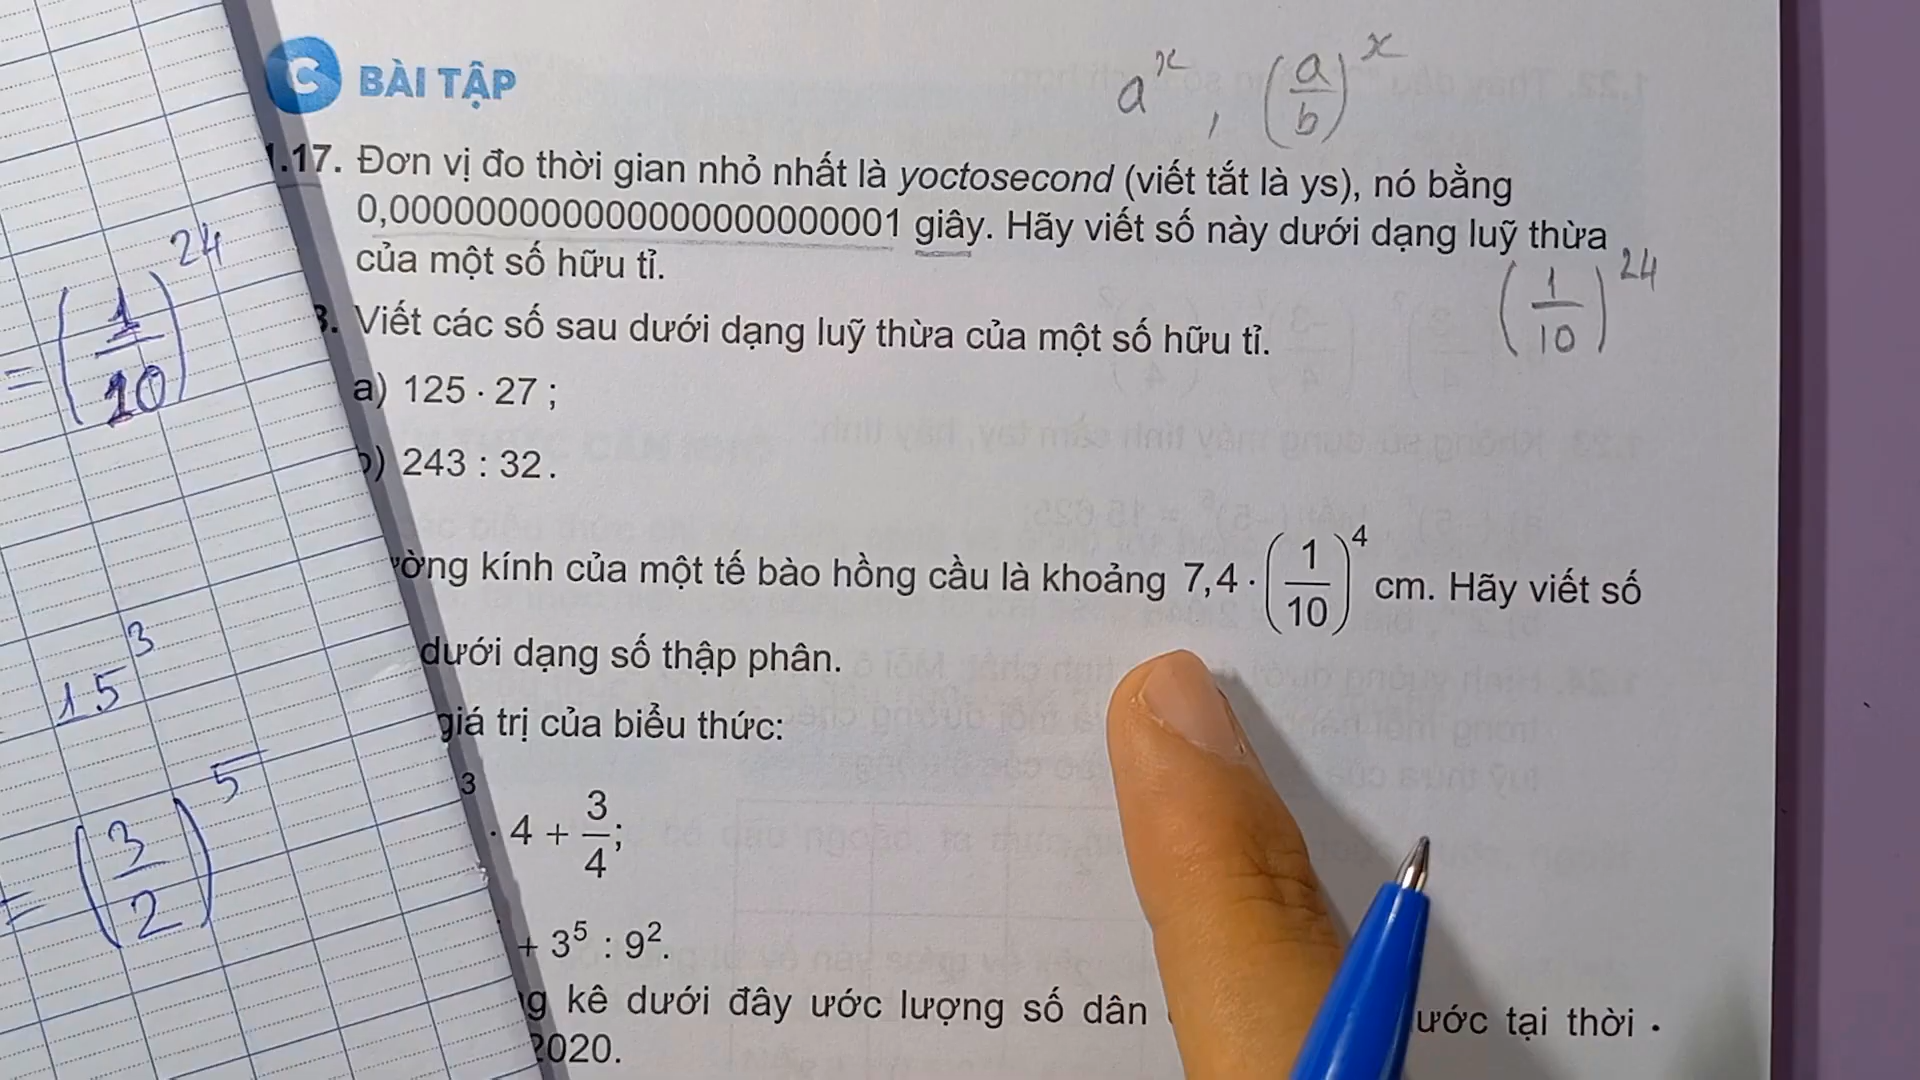 C BÀI TẬP
a^x , (a/b)^x
1.17. Đơn vị đo thời gian nhỏ nhất là yoctosecond (viết tắt là ys), nó bằng
0,000000000000000000000001 giây. Hãy viết số này dưới dạng luỹ thừa
của một số hữu tỉ.
(1/10)^24
8. Viết các số sau dưới dạng luỹ thừa của một số hữu tỉ.
a) 125 · 27 ;
b) 243 : 32 .
kính của một tế bào hồng cầu là khoảng 7,4 · (1/10)^4 cm. Hãy viết số
dưới dạng số thập phân.
giá trị của biểu thức:
3 · 4 + 3/4;
+ 3^5 : 9^2.
kê dưới đây ước lượng số dân tại thời
2020.
= (1/10)^24
15^3
= (3/2)^5